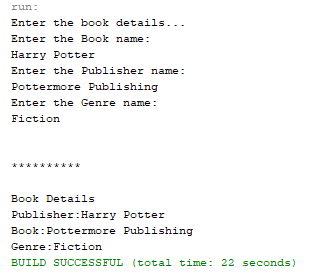 run:
Enter the book details...
Enter the Book name:
Harry Potter
Enter the Publisher name:
Pottermore Publishing
Enter the Genre name:
Fiction
**********
Book Details
Publisher:Harry Potter
Book:Pottermore Publishing
Genre:Fiction
BUILD SUCCESSFUL (total time: 22 seconds)